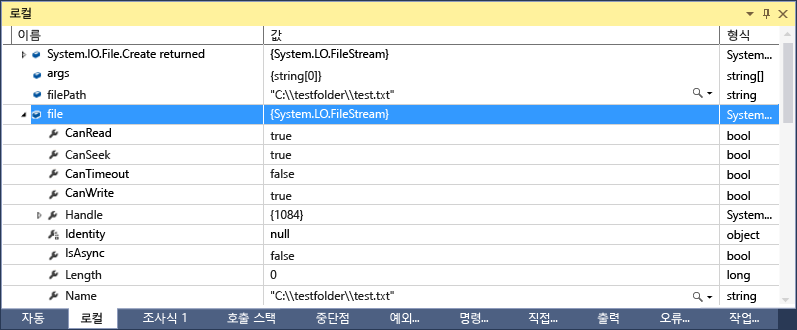 로컬
이름 값 형식
System.IO.File.Create returned {System.LO.FileStream} System...
args {string[0]} string[]
filePath "C:\\testfolder\\test.txt" string
file {System.LO.FileStream} System...
CanRead true bool
CanSeek true bool
CanTimeout false bool
CanWrite true bool
Handle {1084} System...
Identity null object
IsAsync false bool
Length 0 long
Name "C:\\testfolder\\test.txt" string
자동 로컬 조사식 1 호출 스택 중단점 예외... 명령... 직접... 출력 오류... 작업...